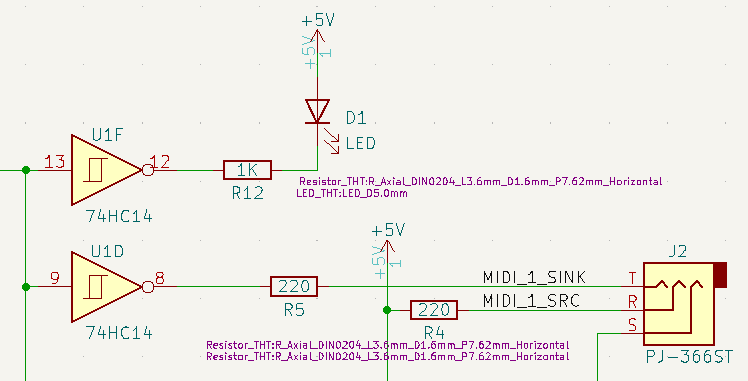 +5V
+5V
1
D1
LED
U1F
13
12
1K
R12
74HC14
Resistor_THT:R_Axial_DIN0204_L3.6mm_D1.6mm_P7.62mm_Horizontal
LED_THT:LED_D5.0mm
+5V
+5V
1
U1D
9
8
220
R5
74HC14
MIDI_1_SINK
MIDI_1_SRC
220
R4
J2
T
R
S
PJ-366ST
Resistor_THT:R_Axial_DIN0204_L3.6mm_D1.6mm_P7.62mm_Horizontal
Resistor_THT:R_Axial_DIN0204_L3.6mm_D1.6mm_P7.62mm_Horizontal